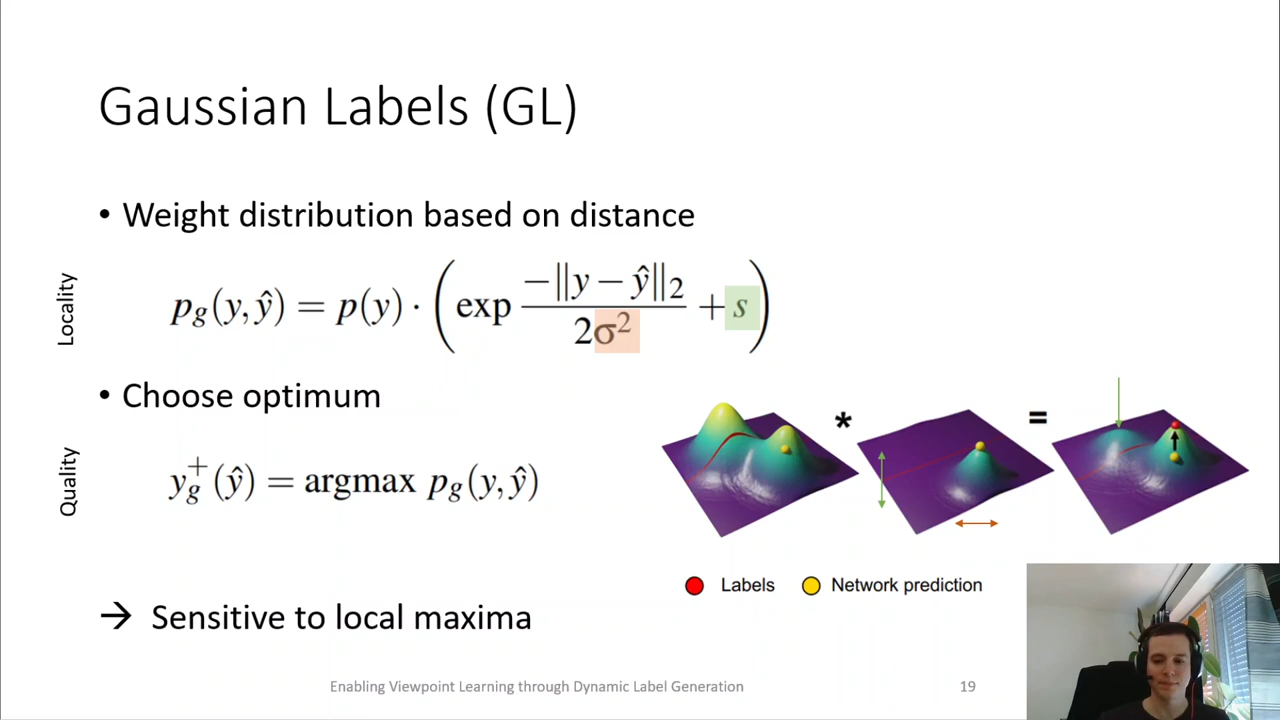 Gaussian Labels (GL)
• Weight distribution based on distance
Locality
p_g(y, ŷ) = p(y) · (exp −‖y − ŷ‖₂ / 2σ² + s)
• Choose optimum
Quality
y_g⁺(ŷ) = argmax p_g(y, ŷ)
* =
Labels Network prediction
→ Sensitive to local maxima
Enabling Viewpoint Learning through Dynamic Label Generation 19